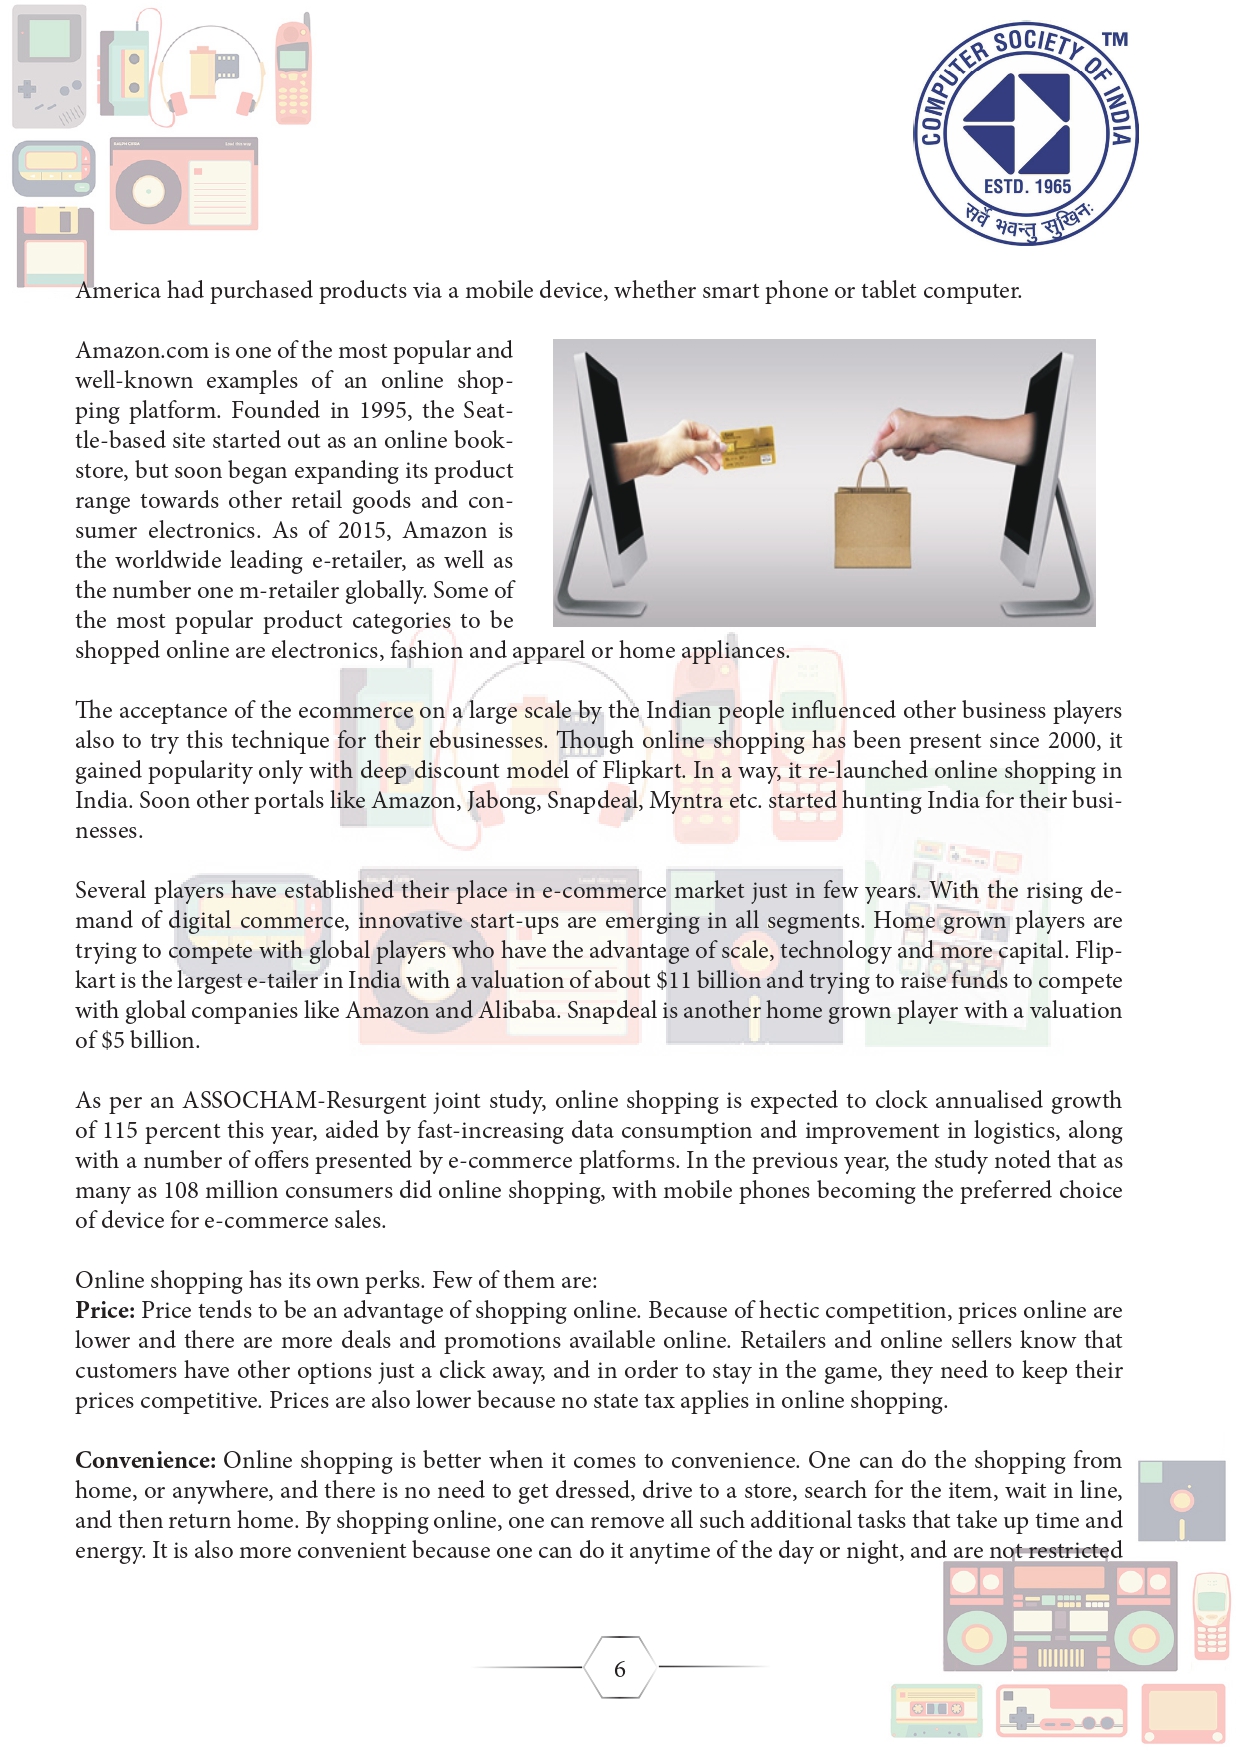 COMPUTER SOCIETY OF INDIA
TM
ESTD. 1965
सर्वे भवन्तु सुखिनः
America had purchased products via a mobile device, whether smart phone or tablet computer.
Amazon.com is one of the most popular and
well-known examples of an online shop-
ping platform. Founded in 1995, the Seat-
tle-based site started out as an online book-
store, but soon began expanding its product
range towards other retail goods and con-
sumer electronics. As of 2015, Amazon is
the worldwide leading e-retailer, as well as
the number one m-retailer globally. Some of
the most popular product categories to be
shopped online are electronics, fashion and apparel or home appliances.
The acceptance of the ecommerce on a large scale by the Indian people influenced other business players
also to try this technique for their ebusinesses. Though online shopping has been present since 2000, it
gained popularity only with deep discount model of Flipkart. In a way, it re-launched online shopping in
India. Soon other portals like Amazon, Jabong, Snapdeal, Myntra etc. started hunting India for their busi-
nesses.
Several players have established their place in e-commerce market just in few years. With the rising de-
mand of digital commerce, innovative start-ups are emerging in all segments. Home grown players are
trying to compete with global players who have the advantage of scale, technology and more capital. Flip-
kart is the largest e-tailer in India with a valuation of about $11 billion and trying to raise funds to compete
with global companies like Amazon and Alibaba. Snapdeal is another home grown player with a valuation
of $5 billion.
As per an ASSOCHAM-Resurgent joint study, online shopping is expected to clock annualised growth
of 115 percent this year, aided by fast-increasing data consumption and improvement in logistics, along
with a number of offers presented by e-commerce platforms. In the previous year, the study noted that as
many as 108 million consumers did online shopping, with mobile phones becoming the preferred choice
of device for e-commerce sales.
Online shopping has its own perks. Few of them are:
Price: Price tends to be an advantage of shopping online. Because of hectic competition, prices online are
lower and there are more deals and promotions available online. Retailers and online sellers know that
customers have other options just a click away, and in order to stay in the game, they need to keep their
prices competitive. Prices are also lower because no state tax applies in online shopping.
Convenience: Online shopping is better when it comes to convenience. One can do the shopping from
home, or anywhere, and there is no need to get dressed, drive to a store, search for the item, wait in line,
and then return home. By shopping online, one can remove all such additional tasks that take up time and
energy. It is also more convenient because one can do it anytime of the day or night, and are not restricted
6